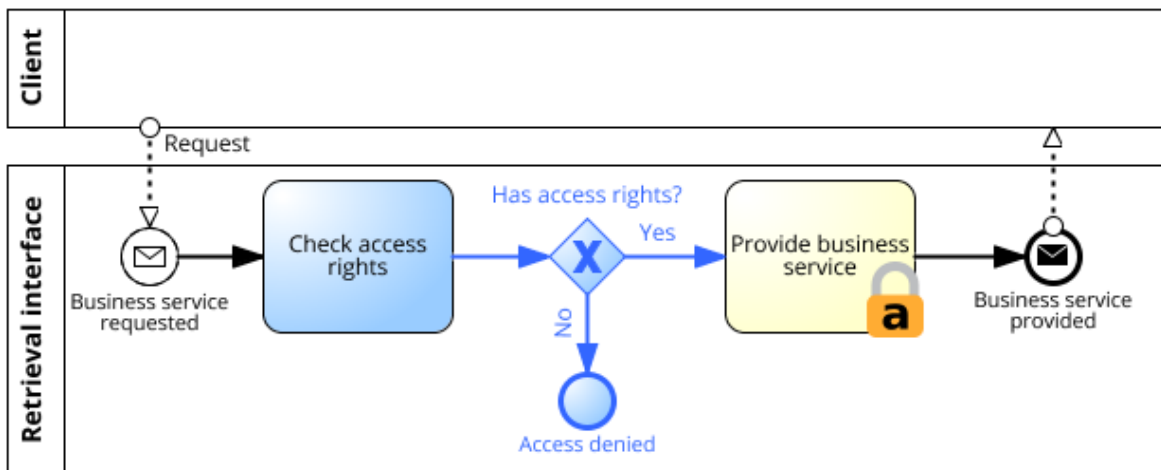 Client
Request
Retrieval interface
Has access rights?
Yes
Check access
rights
Provide business
service
a
X
Business service
requested
No
Business service
provided
Access denied